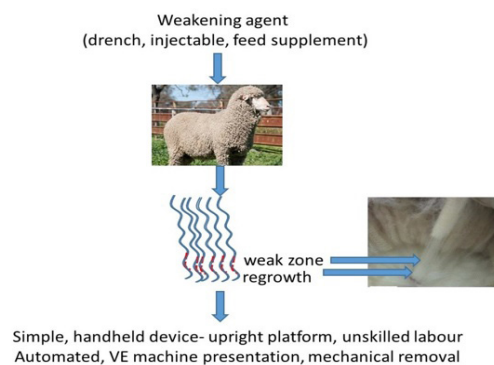 Weakening agent
(drench, injectable, feed supplement)
weak zone
regrowth
Simple, handheld device- upright platform, unskilled labour
Automated, VE machine presentation, mechanical removal